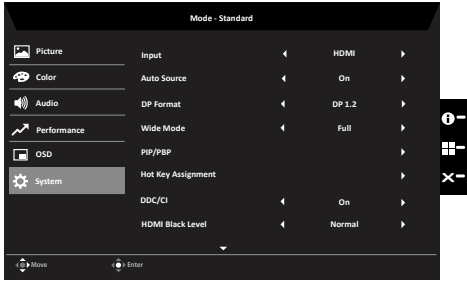 Mode - Standard
Picture
Color
Audio
Performance
OSD
System
Input HDMI
Auto Source On
DP Format DP 1.2
Wide Mode Full
PIP/PBP
Hot Key Assignment
DDC/CI On
HDMI Black Level Normal
Move Enter